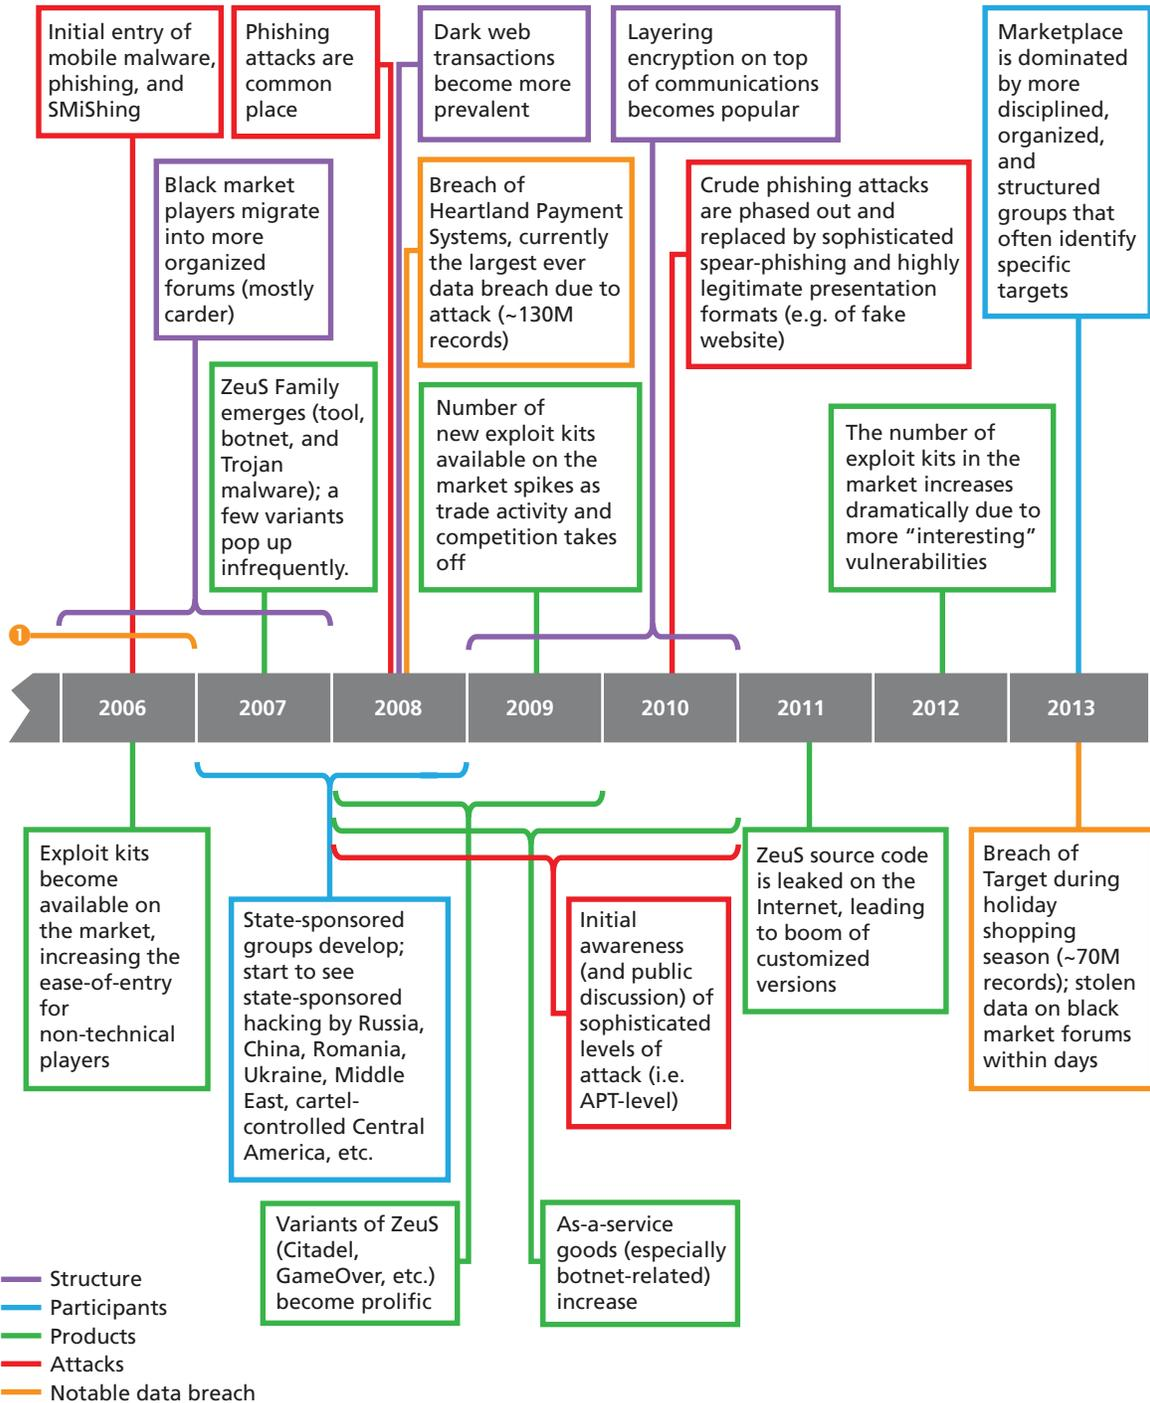 Initial entry of
mobile malware,
phishing, and
SMiShing
Phishing
attacks are
common
place
Dark web
transactions
become more
prevalent
Layering
encryption on top
of communications
becomes popular
Marketplace
is dominated
by more
disciplined,
organized,
and
structured
groups that
often identify
specific
targets
Black market
players migrate
into more
organized
forums (mostly
carder)
Breach of
Heartland Payment
Systems, currently
the largest ever
data breach due to
attack (~130M
records)
Crude phishing attacks
are phased out and
replaced by sophisticated
spear-phishing and highly
legitimate presentation
formats (e.g. of fake
website)
ZeuS Family
emerges (tool,
botnet, and
Trojan
malware); a
few variants
pop up
infrequently.
Number of
new exploit kits
available on the
market spikes as
trade activity and
competition takes
off
The number of
exploit kits in the
market increases
dramatically due to
more “interesting”
vulnerabilities
1
2006
2007
2008
2009
2010
2011
2012
2013
Exploit kits
become
available on
the market,
increasing the
ease-of-entry
for
non-technical
players
State-sponsored
groups develop;
start to see
state-sponsored
hacking by Russia,
China, Romania,
Ukraine, Middle
East, cartel-
controlled Central
America, etc.
Initial
awareness
(and public
discussion) of
sophisticated
levels of
attack (i.e.
APT-level)
ZeuS source code
is leaked on the
Internet, leading
to boom of
customized
versions
Breach of
Target during
holiday
shopping
season (~70M
records); stolen
data on black
market forums
within days
Variants of ZeuS
(Citadel,
GameOver, etc.)
become prolific
As-a-service
goods (especially
botnet-related)
increase
Structure
Participants
Products
Attacks
Notable data breach